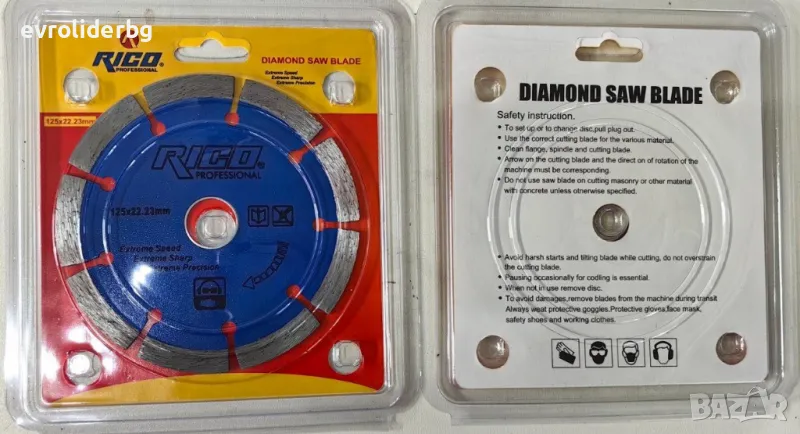 www.facebook.com/
evroliderbg
RICO®
PROFESSIONAL
DIAMOND SAW BLADE
Extreme Speed
Extreme Sharp
Extreme Precision
125x22.23mm
RICO®
PROFESSIONAL
125x22.23mm
Extreme Speed
Extreme Sharp
Extreme Precision
DIAMOND SAW BLADE
Safety instruction.
• To set up or to change disc,pull plug out.
• Use the correct cutting blade for the various material.
• Clean flange, spindle and cutting blade.
• Arrow on the cutting blade and the direct on of rotation of the
machine must be corresponding.
• Do not use saw blade on cutting masonry or other material
with concrete unless otherwise specified.
• Avoid harsh starts and tilting blade while cutting, do not overstrain
the cutting blade.
• Pausing occasionally for codling is essential.
• When not in use remove disc.
• To avoid damages,remove blades from the machine during transit
Always weat protective goggles.Protective gloves,face mask,
safety shoes and working clothes.
BAZAR